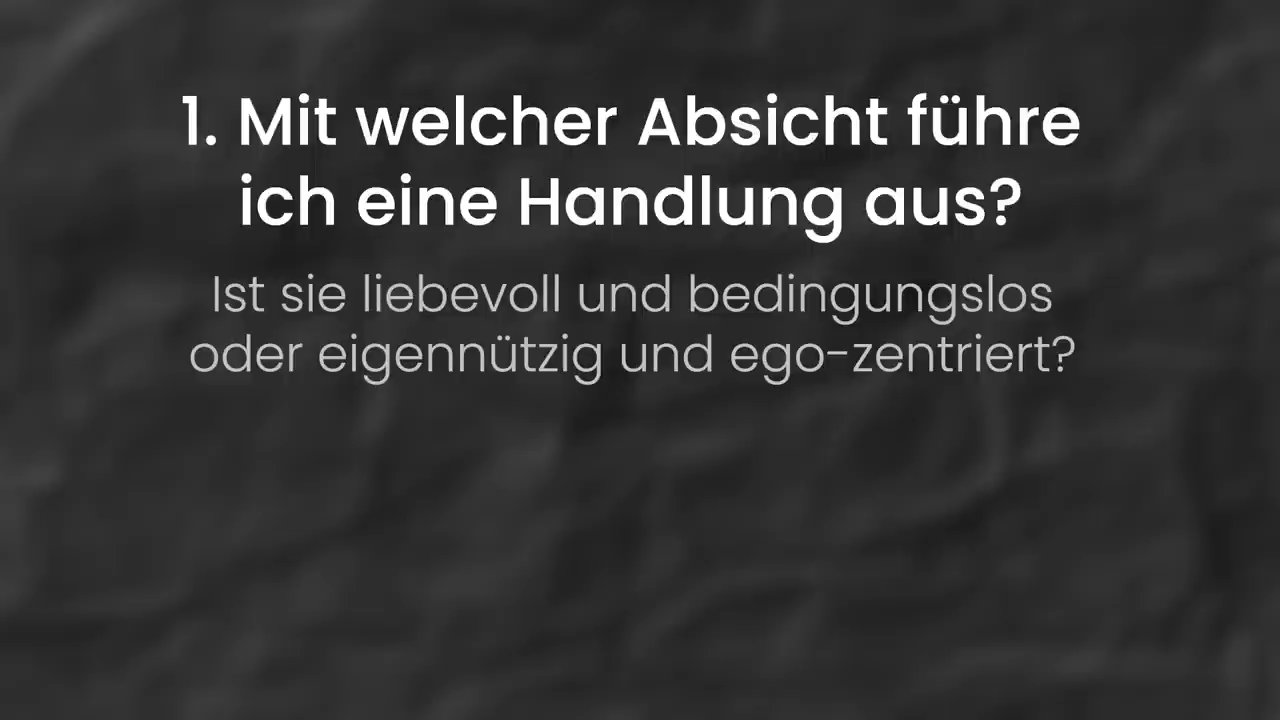 1. Mit welcher Absicht führe
ich eine Handlung aus?
Ist sie liebevoll und bedingungslos
oder eigennützig und ego-zentriert?